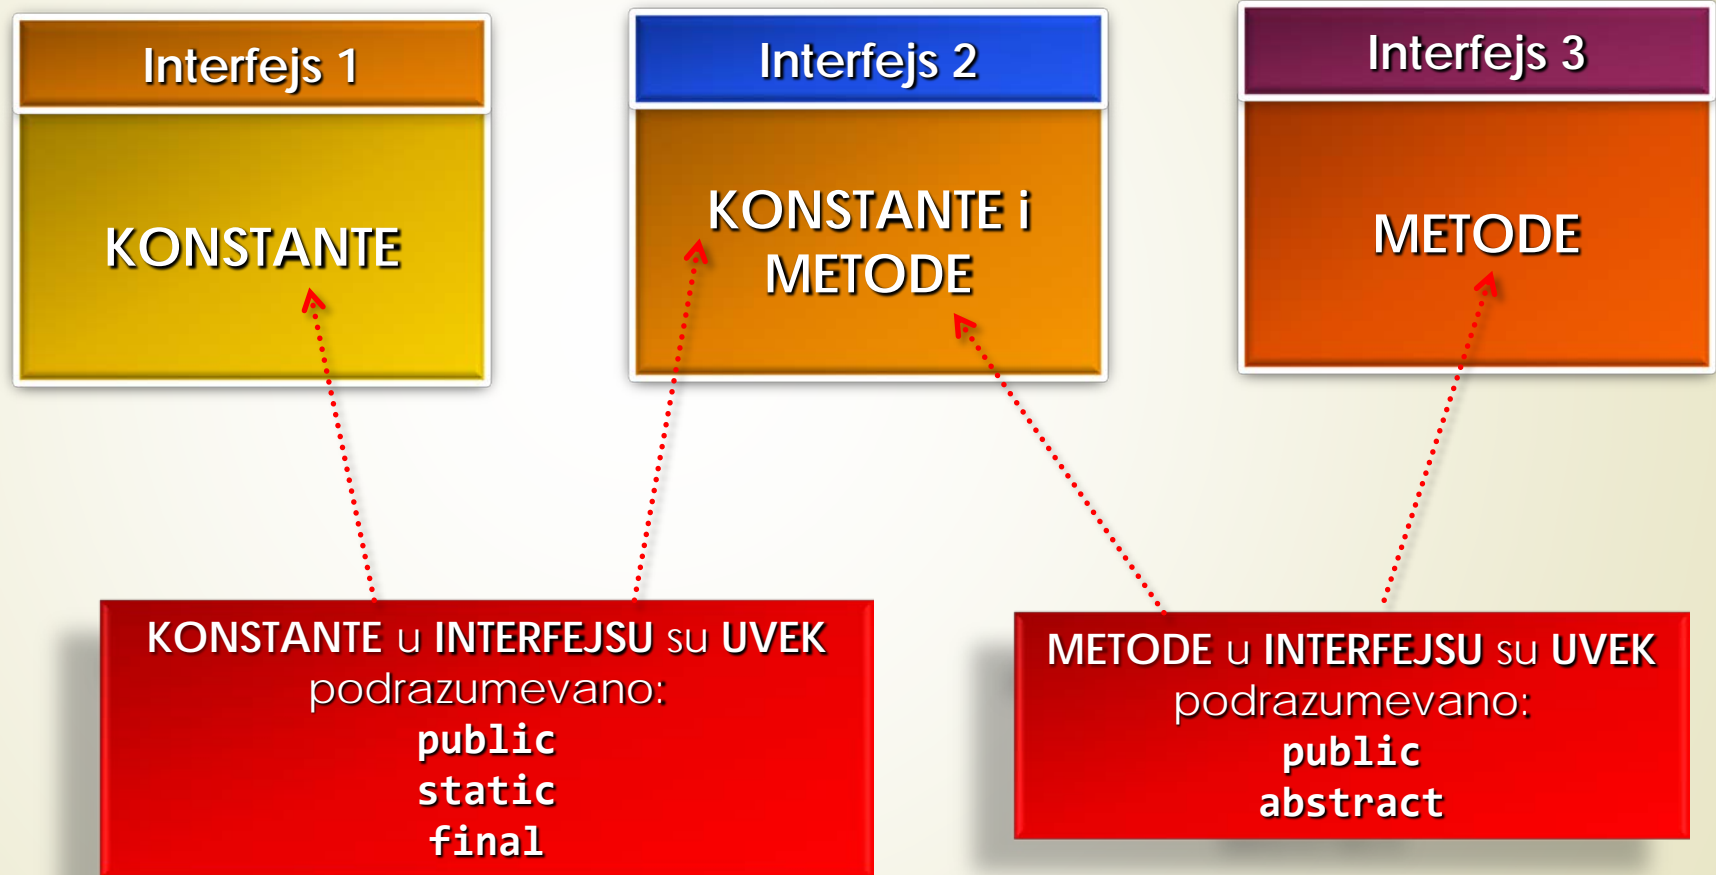 Interfejs 1
KONSTANTE
Interfejs 2
KONSTANTE i
METODE
Interfejs 3
METODE
KONSTANTE u INTERFEJSU su UVEK
podrazumevano:
public
static
final
METODE u INTERFEJSU su UVEK
podrazumevano:
public
abstract